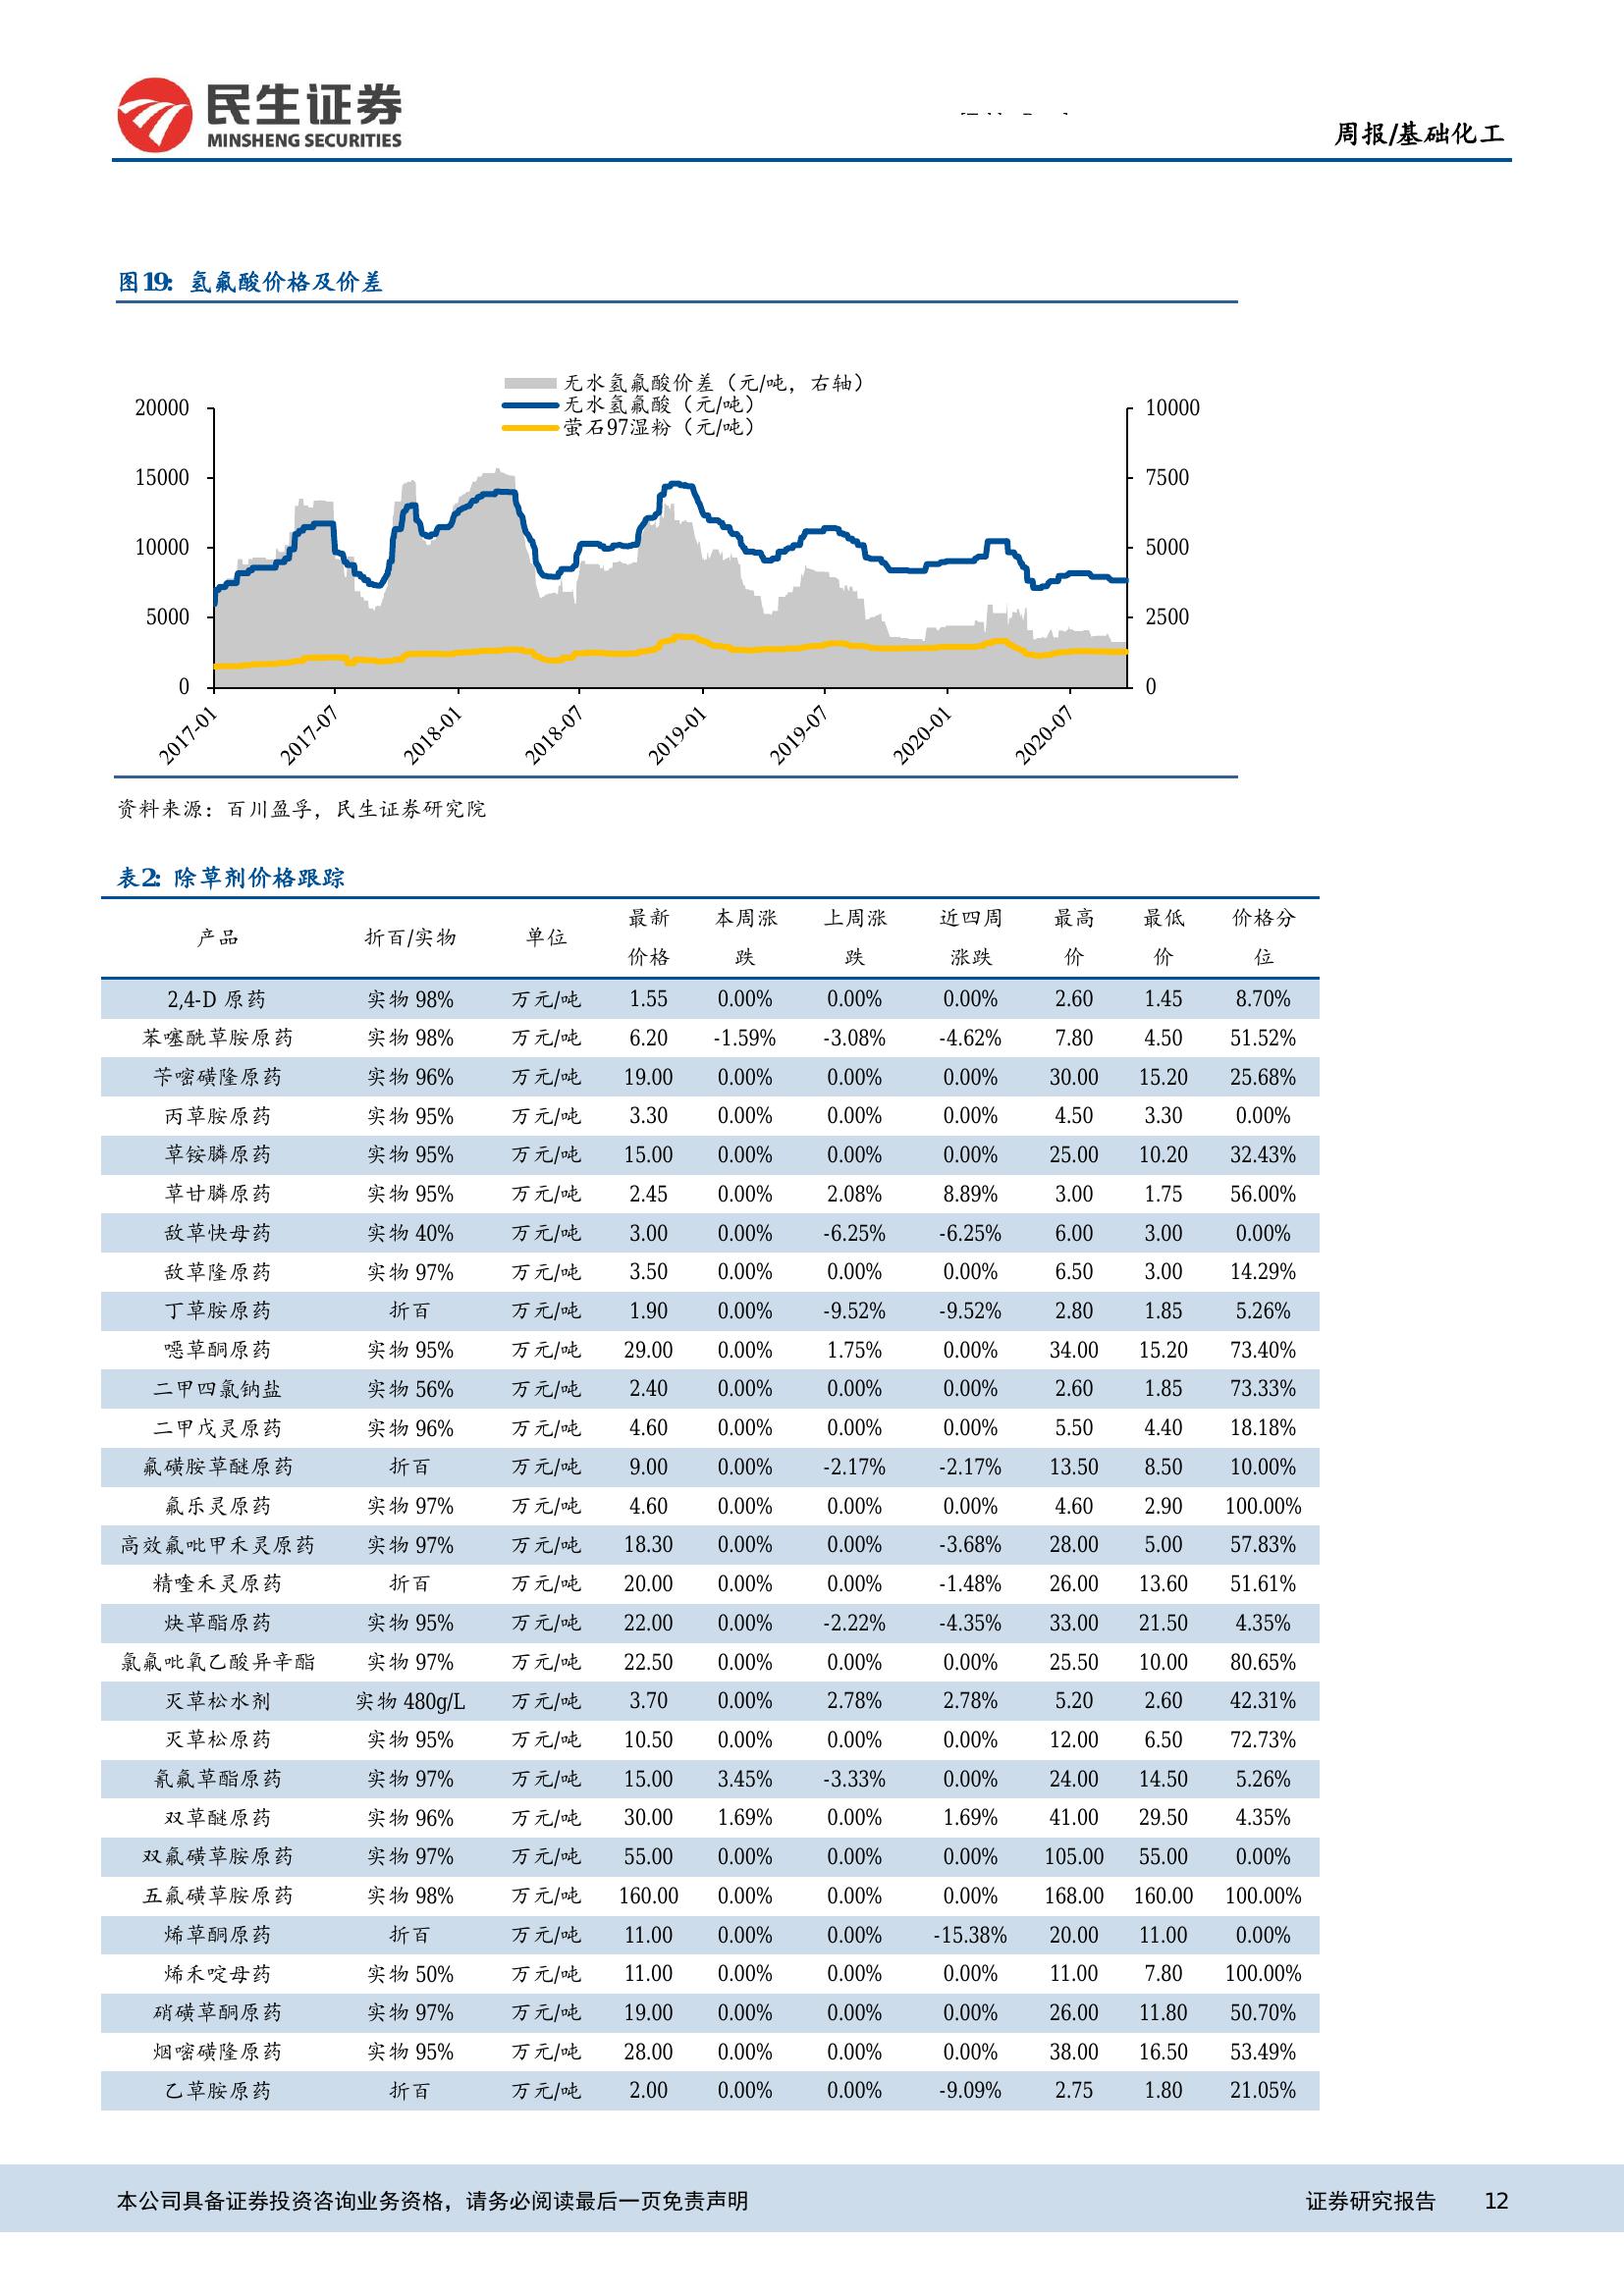 民生证券
MINSHENG SECURITIES
周报/基础化工
图19: 氢氟酸价格及价差
无水氢氟酸价差（元/吨，右轴）
无水氢氟酸（元/吨）
萤石97湿粉（元/吨）
20000 10000
15000 7500
10000 5000
5000 2500
0 0
2017-01 2017-07 2018-01 2018-07 2019-01 2019-07 2020-01 2020-07
资料来源：百川盈孚，民生证券研究院
表2: 除草剂价格跟踪
产品 折百/实物 单位 最新价格 本周涨跌 上周涨跌 近四周涨跌 最高价 最低价 价格分位
2,4-D 原药 实物 98% 万元/吨 1.55 0.00% 0.00% 0.00% 2.60 1.45 8.70%
苯噻酰草胺原药 实物 98% 万元/吨 6.20 -1.59% -3.08% -4.62% 7.80 4.50 51.52%
苄嘧磺隆原药 实物 96% 万元/吨 19.00 0.00% 0.00% 0.00% 30.00 15.20 25.68%
丙草胺原药 实物 95% 万元/吨 3.30 0.00% 0.00% 0.00% 4.50 3.30 0.00%
草铵膦原药 实物 95% 万元/吨 15.00 0.00% 0.00% 0.00% 25.00 10.20 32.43%
草甘膦原药 实物 95% 万元/吨 2.45 0.00% 2.08% 8.89% 3.00 1.75 56.00%
敌草快母药 实物 40% 万元/吨 3.00 0.00% -6.25% -6.25% 6.00 3.00 0.00%
敌草隆原药 实物 97% 万元/吨 3.50 0.00% 0.00% 0.00% 6.50 3.00 14.29%
丁草胺原药 折百 万元/吨 1.90 0.00% -9.52% -9.52% 2.80 1.85 5.26%
噁草酮原药 实物 95% 万元/吨 29.00 0.00% 1.75% 0.00% 34.00 15.20 73.40%
二甲四氯钠盐 实物 56% 万元/吨 2.40 0.00% 0.00% 0.00% 2.60 1.85 73.33%
二甲戊灵原药 实物 96% 万元/吨 4.60 0.00% 0.00% 0.00% 5.50 4.40 18.18%
氟磺胺草醚原药 折百 万元/吨 9.00 0.00% -2.17% -2.17% 13.50 8.50 10.00%
氟乐灵原药 实物 97% 万元/吨 4.60 0.00% 0.00% 0.00% 4.60 2.90 100.00%
高效氟吡甲禾灵原药 实物 97% 万元/吨 18.30 0.00% 0.00% -3.68% 28.00 5.00 57.83%
精喹禾灵原药 折百 万元/吨 20.00 0.00% 0.00% -1.48% 26.00 13.60 51.61%
炔草酯原药 实物 95% 万元/吨 22.00 0.00% -2.22% -4.35% 33.00 21.50 4.35%
氯氟吡氧乙酸异辛酯 实物 97% 万元/吨 22.50 0.00% 0.00% 0.00% 25.50 10.00 80.65%
灭草松水剂 实物 480g/L 万元/吨 3.70 0.00% 2.78% 2.78% 5.20 2.60 42.31%
灭草松原药 实物 95% 万元/吨 10.50 0.00% 0.00% 0.00% 12.00 6.50 72.73%
氰氟草酯原药 实物 97% 万元/吨 15.00 3.45% -3.33% 0.00% 24.00 14.50 5.26%
双草醚原药 实物 96% 万元/吨 30.00 1.69% 0.00% 1.69% 41.00 29.50 4.35%
双氟磺草胺原药 实物 97% 万元/吨 55.00 0.00% 0.00% 0.00% 105.00 55.00 0.00%
五氟磺草胺原药 实物 98% 万元/吨 160.00 0.00% 0.00% 0.00% 168.00 160.00 100.00%
烯草酮原药 折百 万元/吨 11.00 0.00% 0.00% -15.38% 20.00 11.00 0.00%
烯禾啶母药 实物 50% 万元/吨 11.00 0.00% 0.00% 0.00% 11.00 7.80 100.00%
硝磺草酮原药 实物 97% 万元/吨 19.00 0.00% 0.00% 0.00% 26.00 11.80 50.70%
烟嘧磺隆原药 实物 95% 万元/吨 28.00 0.00% 0.00% 0.00% 38.00 16.50 53.49%
乙草胺原药 折百 万元/吨 2.00 0.00% 0.00% -9.09% 2.75 1.80 21.05%
本公司具备证券投资咨询业务资格，请务必阅读最后一页免责声明 证券研究报告 12